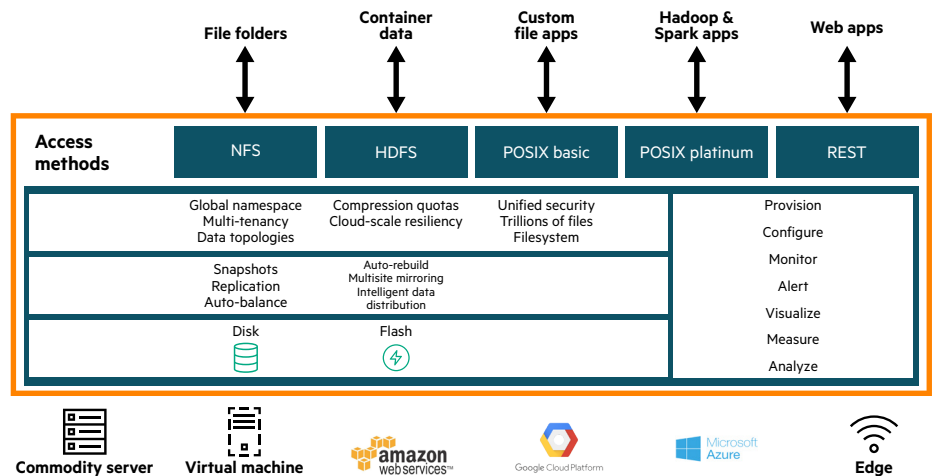 File folders
Container
data
Custom
file apps
Hadoop &
Spark apps
Web apps
Access
methods
NFS
HDFS
POSIX basic
POSIX platinum
REST
Global namespace
Multi-tenancy
Data topologies
Compression quotas
Cloud-scale resiliency
Unified security
Trillions of files
Filesystem
Snapshots
Replication
Auto-balance
Auto-rebuild
Multisite mirroring
Intelligent data
distribution
Disk
Flash
Provision
Configure
Monitor
Alert
Visualize
Measure
Analyze
Commodity server
Virtual machine
amazon
web services™
Google Cloud Platform
Microsoft
Azure
Edge